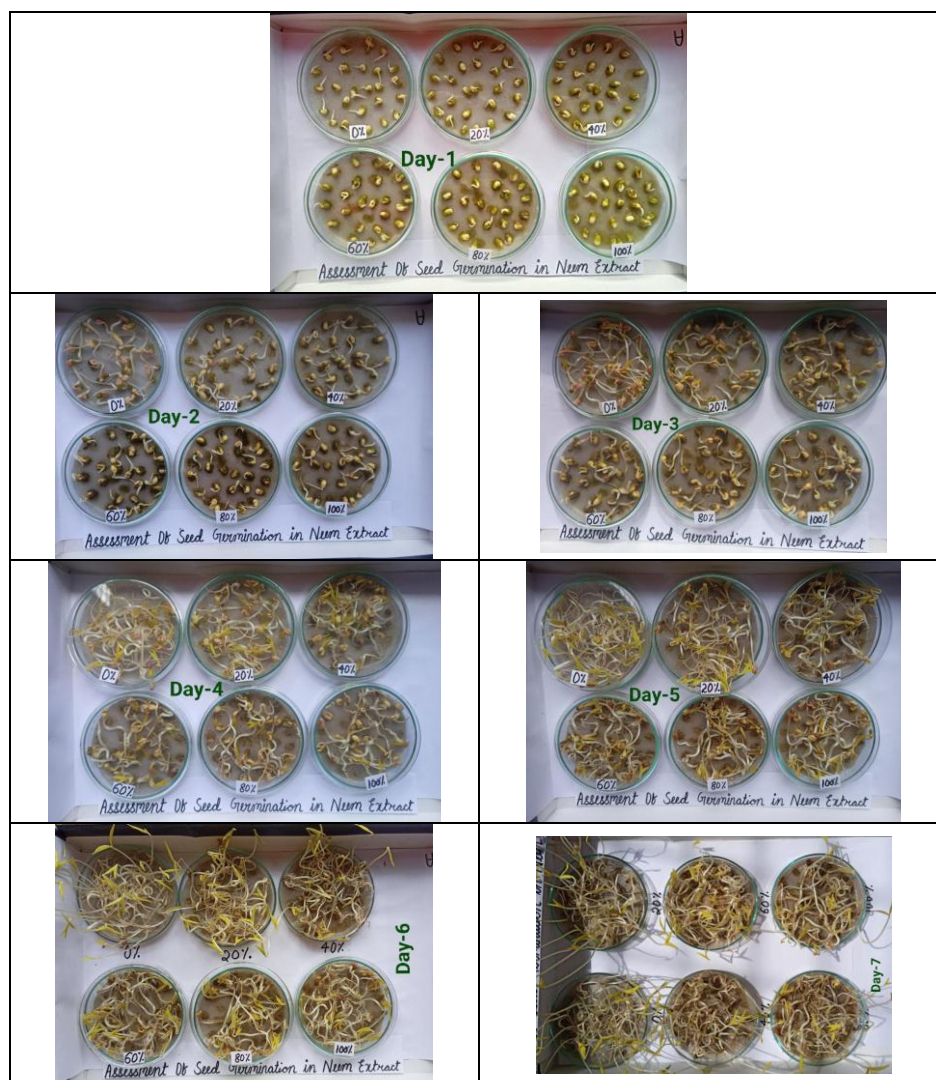 A
0%
20%
40%
Day-1
60%
80%
100%
Assessment Of Seed Germination in Neem Extract
A
0%
20%
40%
Day-2
60%
80%
100%
Assessment Of Seed Germination in Neem Extract
0%
20%
40%
Day-3
60%
80%
100%
Assessment Of Seed Germination in Neem Extract
0%
20%
40%
Day-4
60%
80%
100%
Assessment Of Seed Germination in Neem Extract
0%
20%
40%
Day-5
60%
80%
100%
Assessment Of Seed Germination in Neem Extract
A
0%
20%
40%
Day-6
60%
80%
100%
Assessment Of Seed Germination in Neem Extract
20%
60%
100%
Day-7
0%